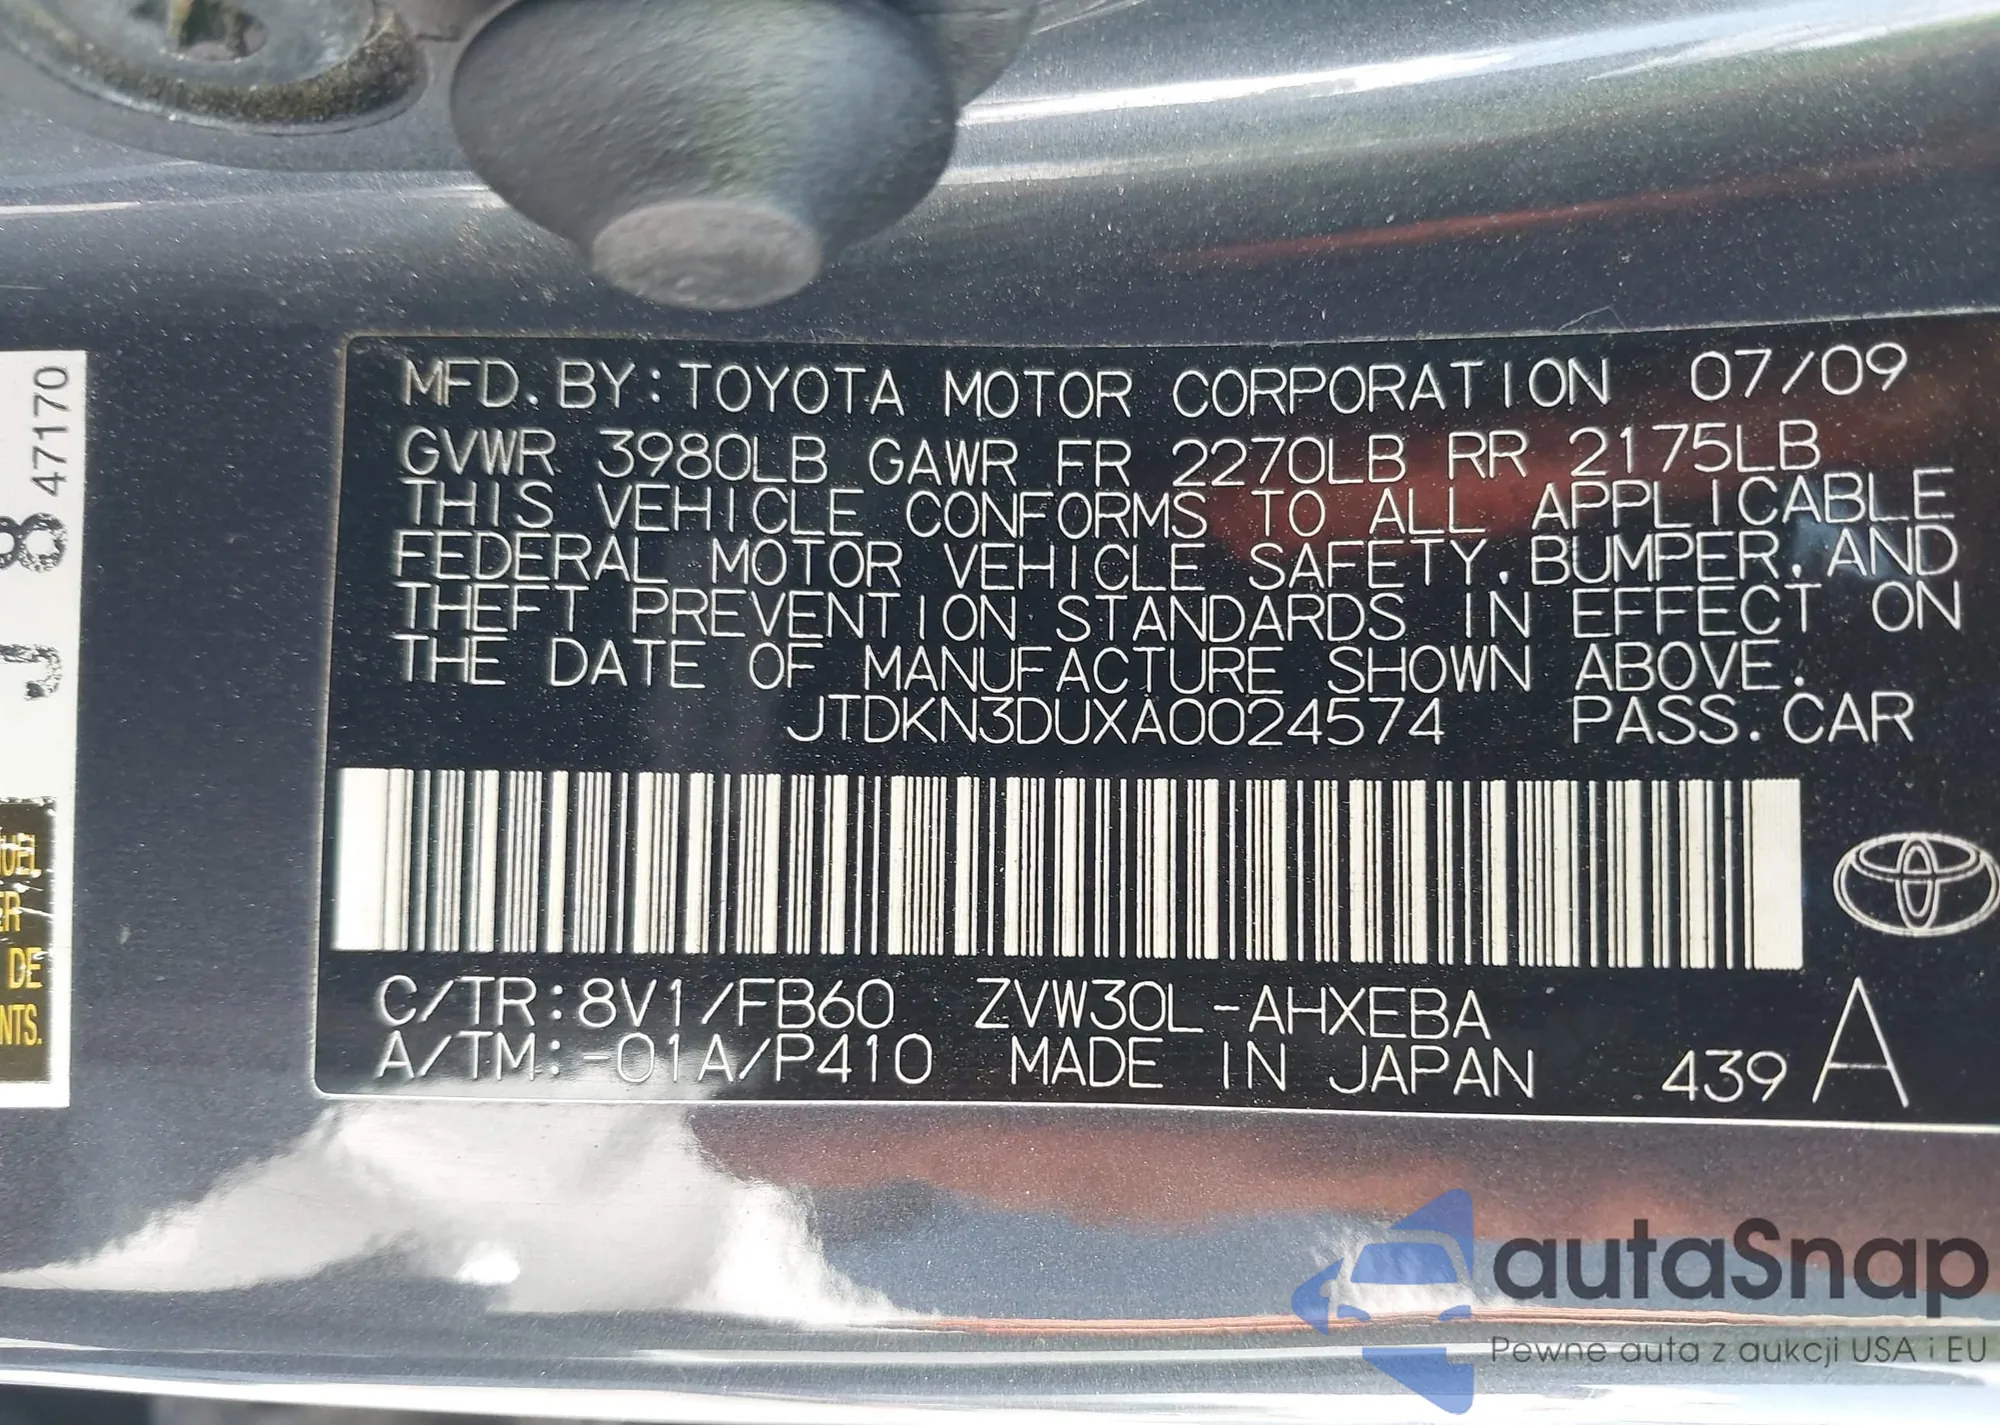 MFD. BY: TOYOTA MOTOR CORPORATION 07/09
GVWR 3980LB GAWR FR 2270LB RR 2175LB
THIS VEHICLE CONFORMS TO ALL APPLICABLE
FEDERAL MOTOR VEHICLE SAFETY, BUMPER, AND
THEFT PREVENTION STANDARDS IN EFFECT ON
THE DATE OF MANUFACTURE SHOWN ABOVE.
JTDKN3DUXA0024574 PASS. CAR
C/TR: 8V1/FB60 ZVW30L-AHXEBA
A/TM: -01A/P410 MADE IN JAPAN 439 A
47170
J 8
DE
NTS.
autaSnap
Pewne auta z aukcji USA i EU